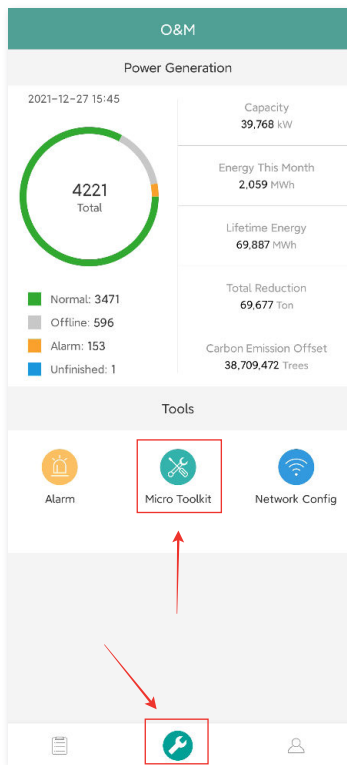 O&M
Power Generation
2021-12-27 15:45
4221
Total
Normal: 3471
Offline: 596
Alarm: 153
Unfinished: 1
Capacity
39,768 kW
Energy This Month
2,059 MWh
Lifetime Energy
69,887 MWh
Total Reduction
69,677 Ton
Carbon Emission Offset
38,709,472 Trees
Tools
Alarm
Micro Toolkit
Network Config